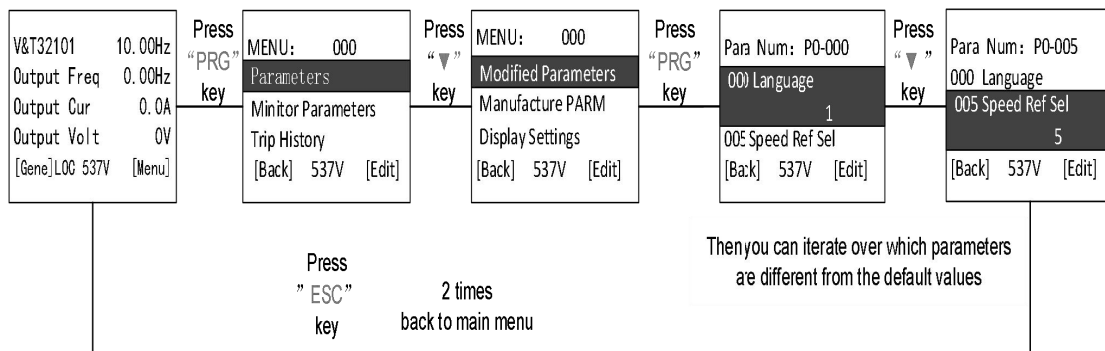 V&T32101 10.00Hz
Output Freq 0.00Hz
Output Cur 0.0A
Output Volt 0V
[Gene]LOC 537V [Menu]
Press
“PRG”
key
MENU: 000
Parameters
Minitor Parameters
Trip History
[Back] 537V [Edit]
Press
“▼”
key
MENU: 000
Modified Parameters
Manufacture PARM
Display Settings
[Back] 537V [Edit]
Press
“PRG”
key
Para Num: P0-000
000 Language
1
005 Speed Ref Sel
[Back] 537V [Edit]
Press
“▼”
key
Para Num: P0-005
000 Language
005 Speed Ref Sel
5
[Back] 537V [Edit]
Then you can iterate over which parameters
are different from the default values
Press
” ESC”
key
2 times
back to main menu